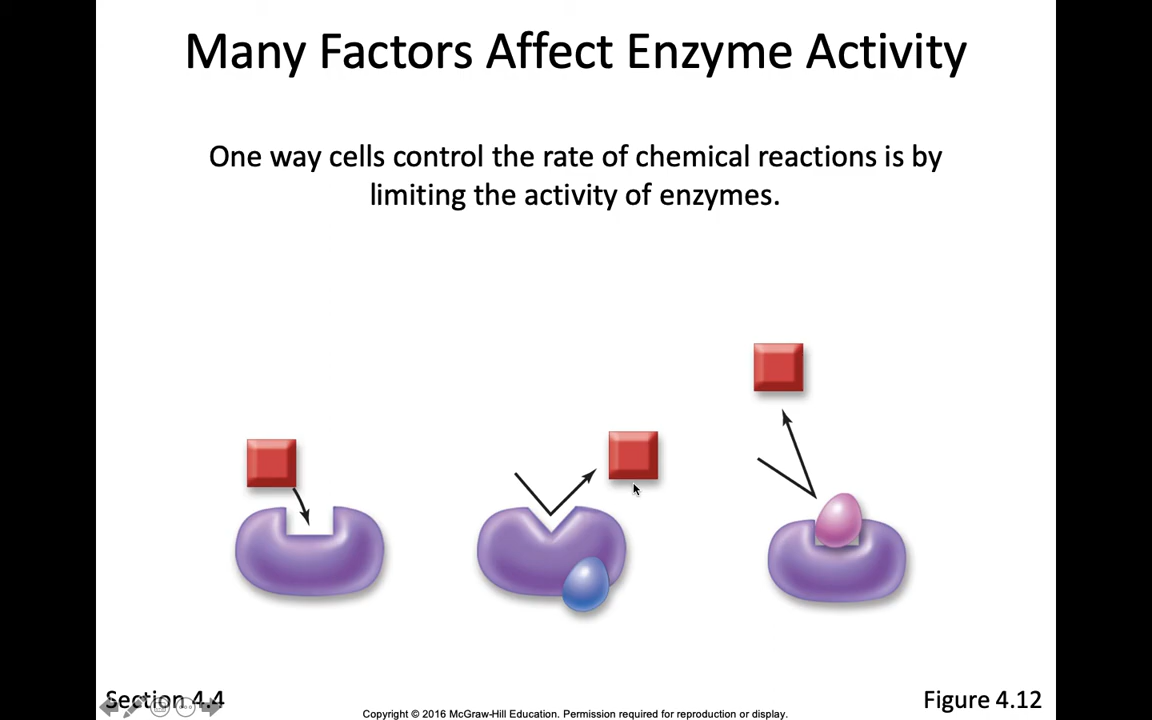 Many Factors Affect Enzyme Activity
One way cells control the rate of chemical reactions is by
limiting the activity of enzymes.
Section 4.4
Figure 4.12
Copyright © 2016 McGraw-Hill Education. Permission required for reproduction or display.